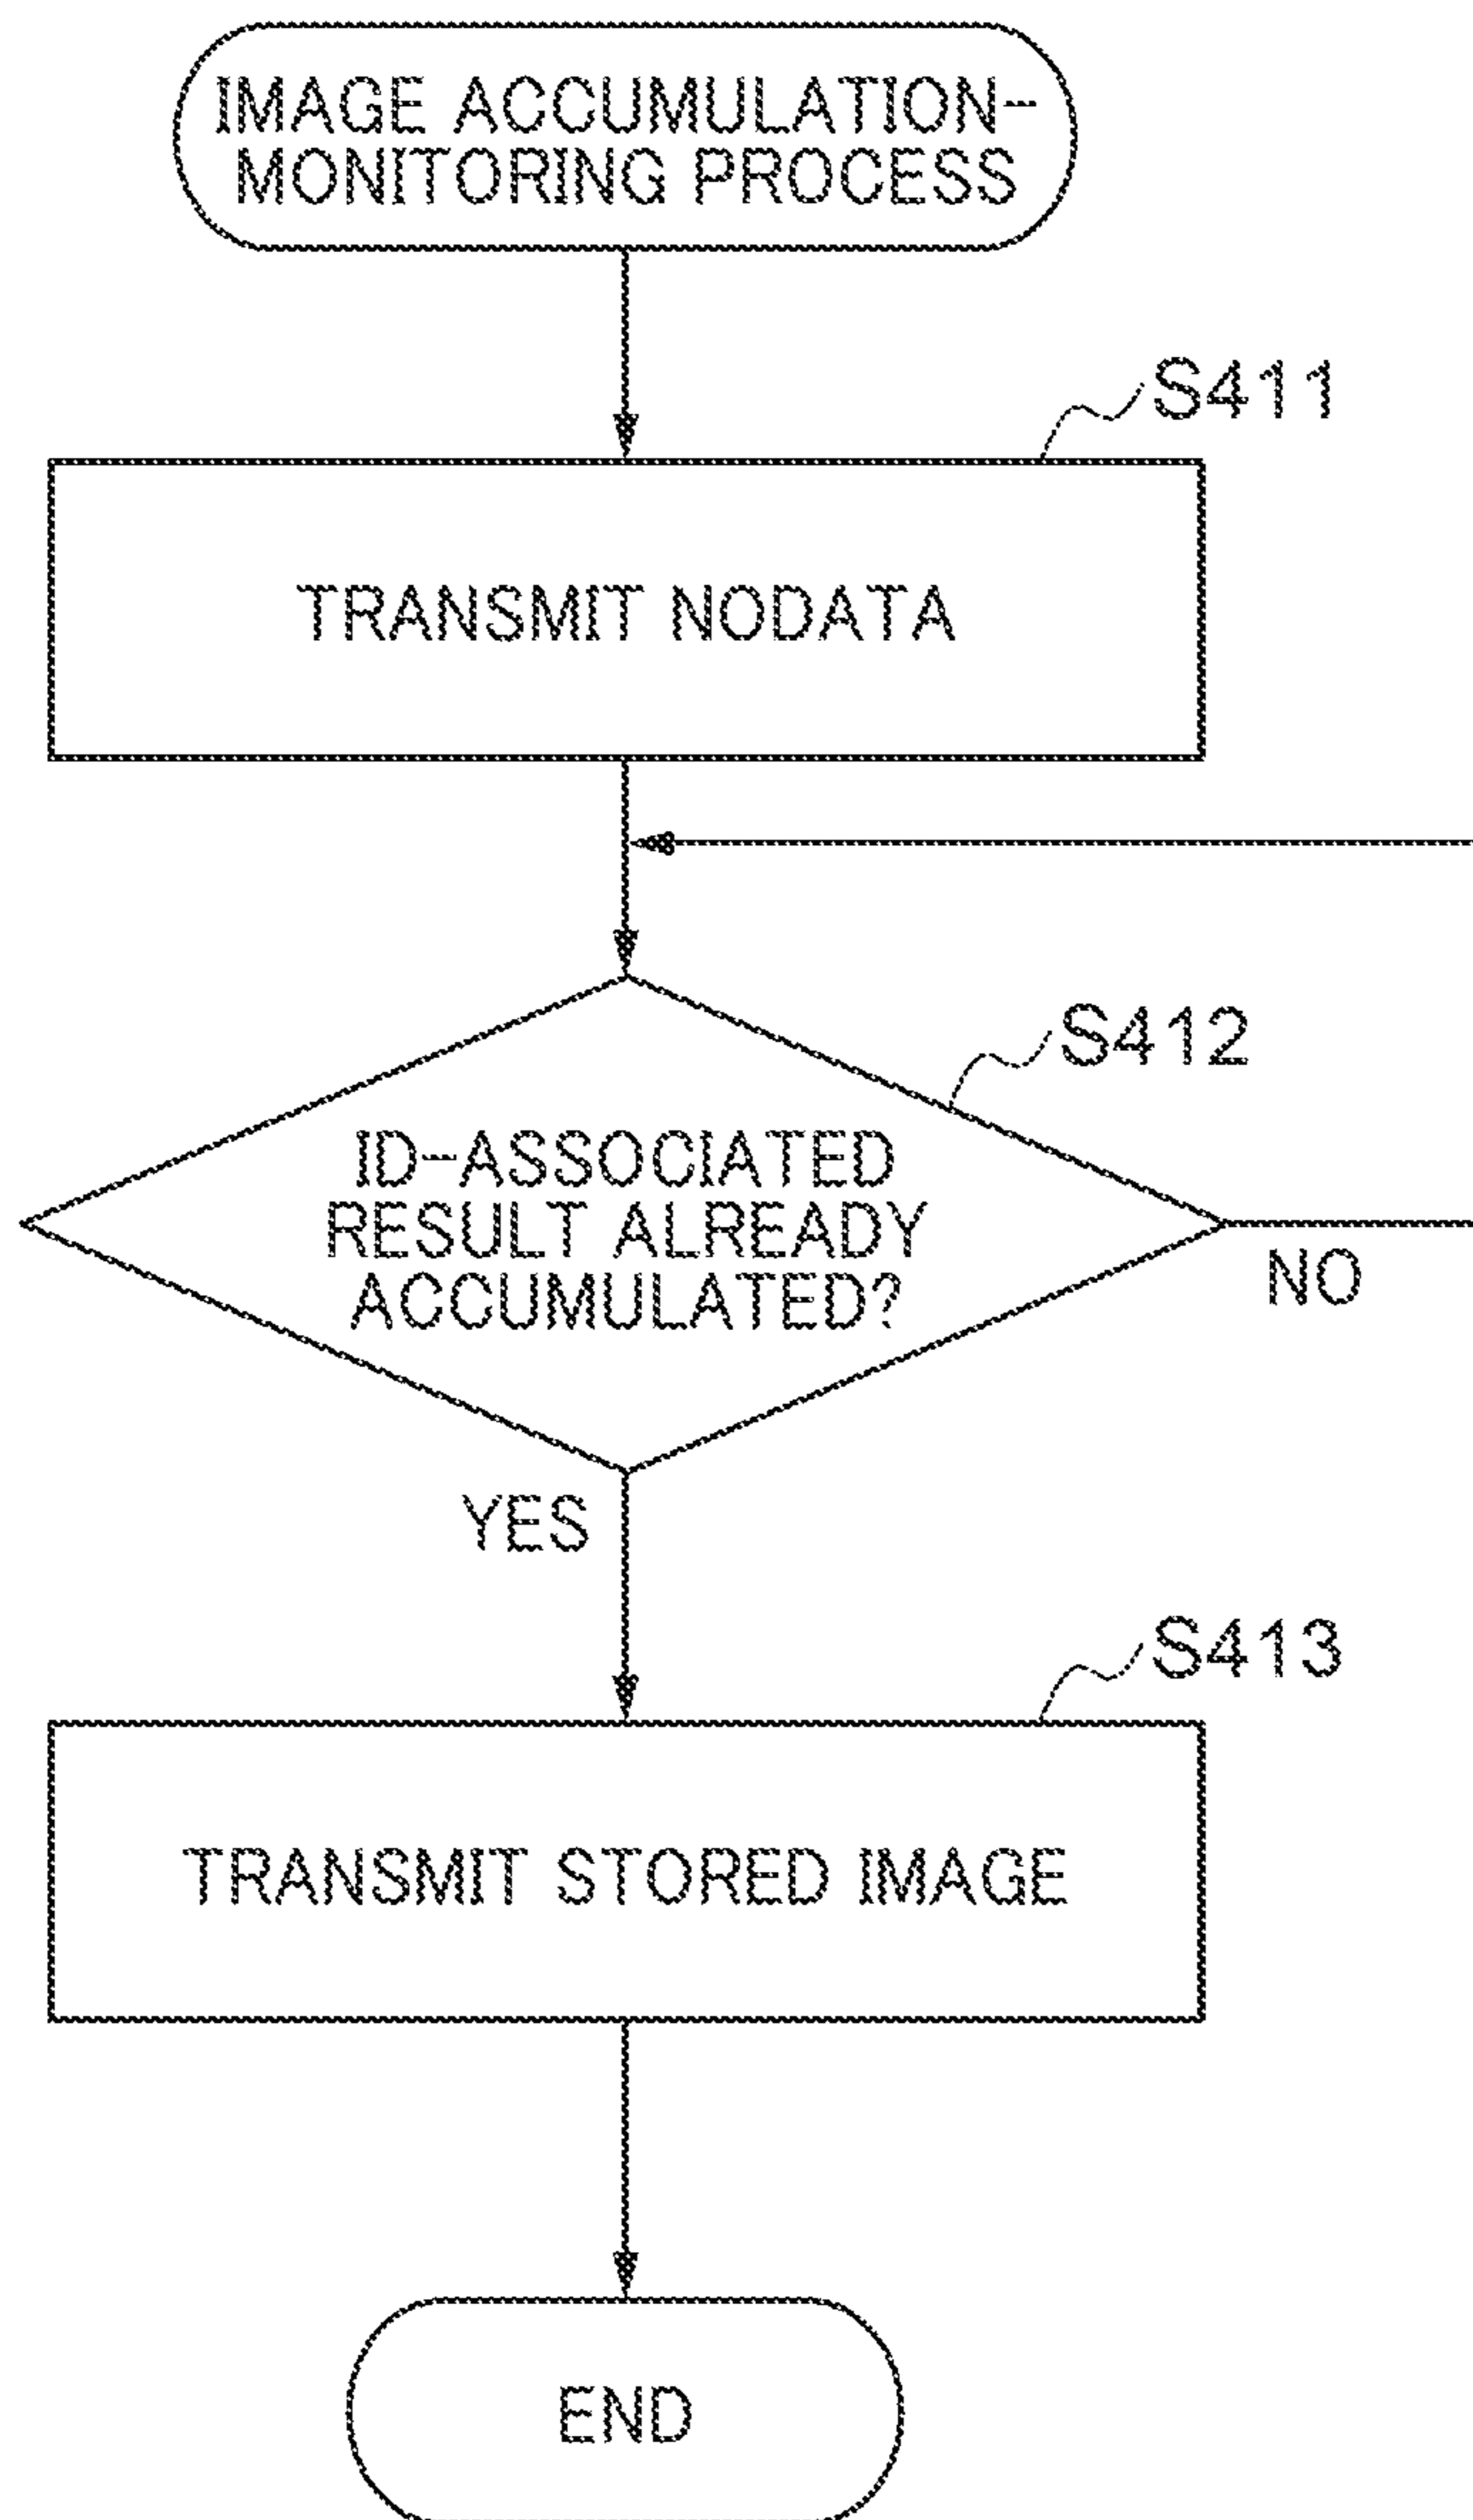 IMAGE ACCUMULATION-
MONITORING PROCESS
S411
TRANSMIT NODATA
S412
ID-ASSOCIATED
RESULT ALREADY
ACCUMULATED?
NO
YES
S413
TRANSMIT STORED IMAGE
END